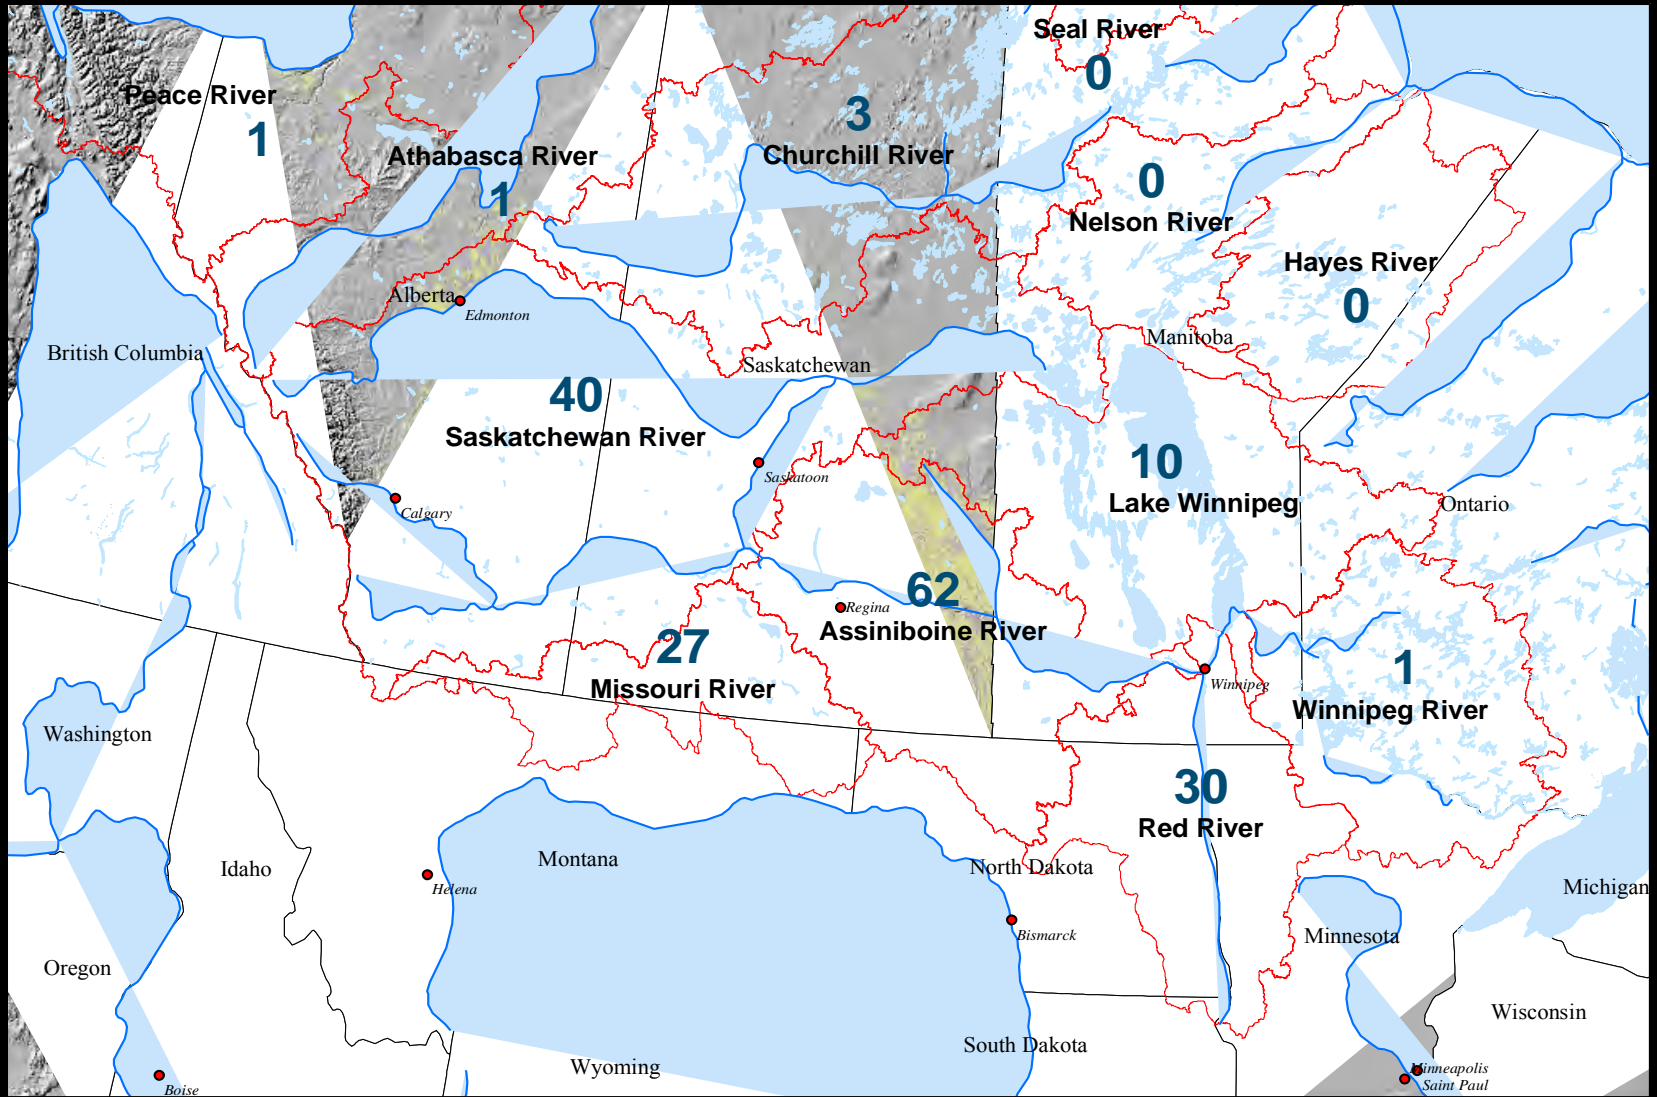 Seal River
0
Peace River
1
3
Churchill River
Athabasca River
1
0
Nelson River
Hayes River
0
Alberta
Edmonton
British Columbia
Manitoba
Saskatchewan
40
Saskatchewan River
Saskatoon
10
Lake Winnipeg
Ontario
Calgary
62
Regina
Assiniboine River
27
Missouri River
Winnipeg
1
Winnipeg River
Washington
30
Red River
Idaho
Montana
Helena
North Dakota
Michigan
Bismarck
Minnesota
Oregon
Wisconsin
South Dakota
Wyoming
Boise
Minneapolis
Saint Paul